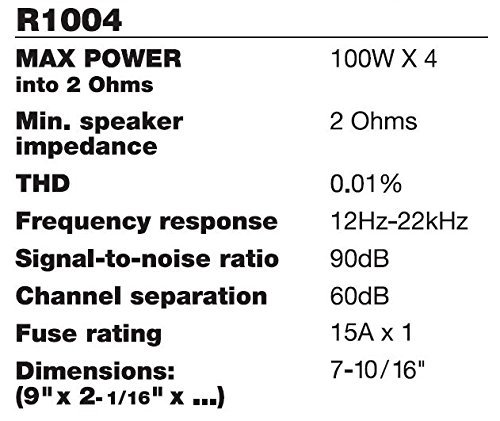 R1004
MAX POWER 100W X 4
into 2 Ohms
Min. speaker 2 Ohms
impedance
THD 0.01%
Frequency response 12Hz-22kHz
Signal-to-noise ratio 90dB
Channel separation 60dB
Fuse rating 15A x 1
Dimensions: 7-10/16"
(9" x 2-1/16" x ...)